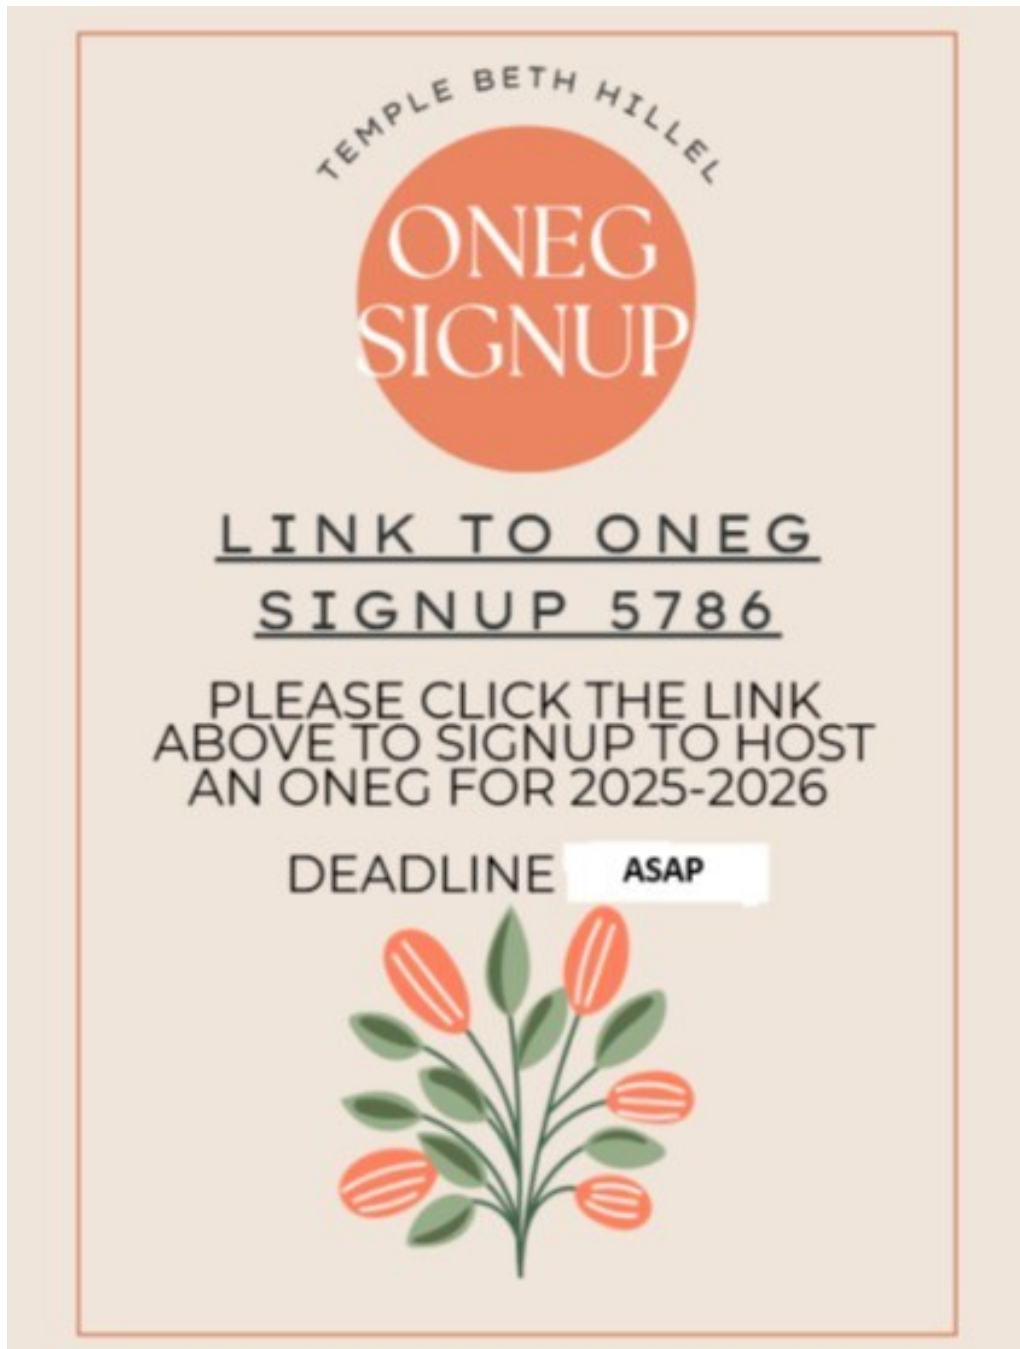 TEMPLE BETH HILLEL
ONEG
SIGNUP
LINK TO ONEG
SIGNUP 5786
PLEASE CLICK THE LINK
ABOVE TO SIGNUP TO HOST
AN ONEG FOR 2025-2026
DEADLINE ASAP